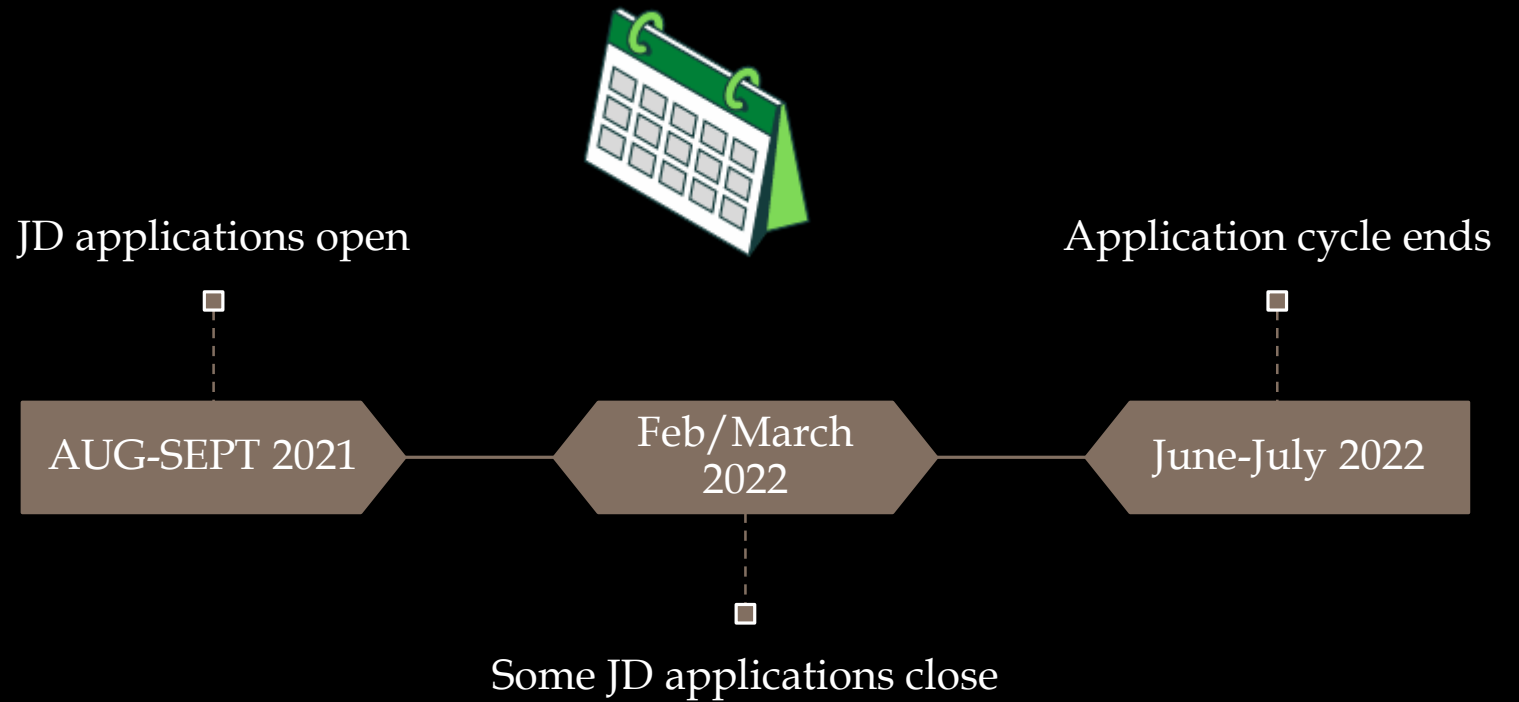 JD applications open
Application cycle ends
AUG-SEPT 2021
Feb/March
2022
June-July 2022
Some JD applications close